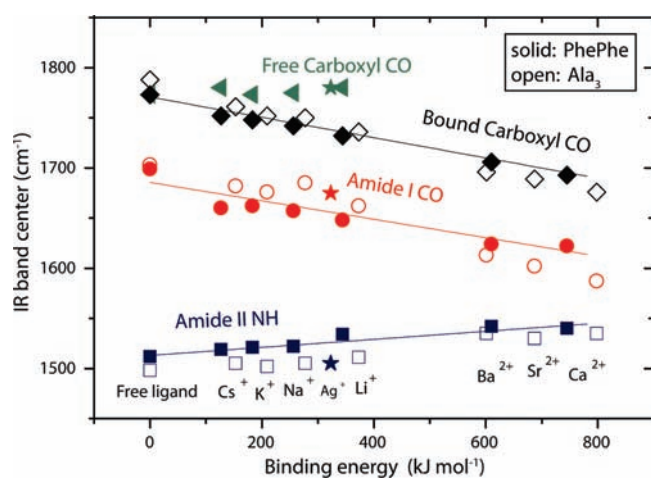 solid: PhePhe
open: Ala3
Free Carboxyl CO
Bound Carboxyl CO
Amide I CO
Amide II NH
Free ligand
Cs+
K+
Na+
Ag+
Li+
Ba2+
Sr2+
Ca2+
1800
1700
1600
1500
IR band center (cm-1)
0
200
400
600
800
Binding energy (kJ mol-1)